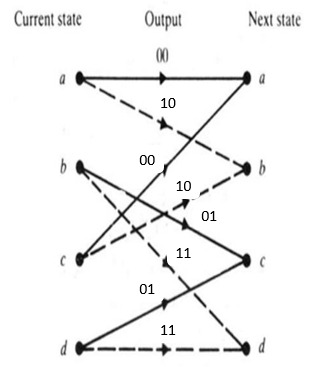 Current state Output Next state
00
a a
10
b 00 b
10
01
c 11 c
01
11
d d